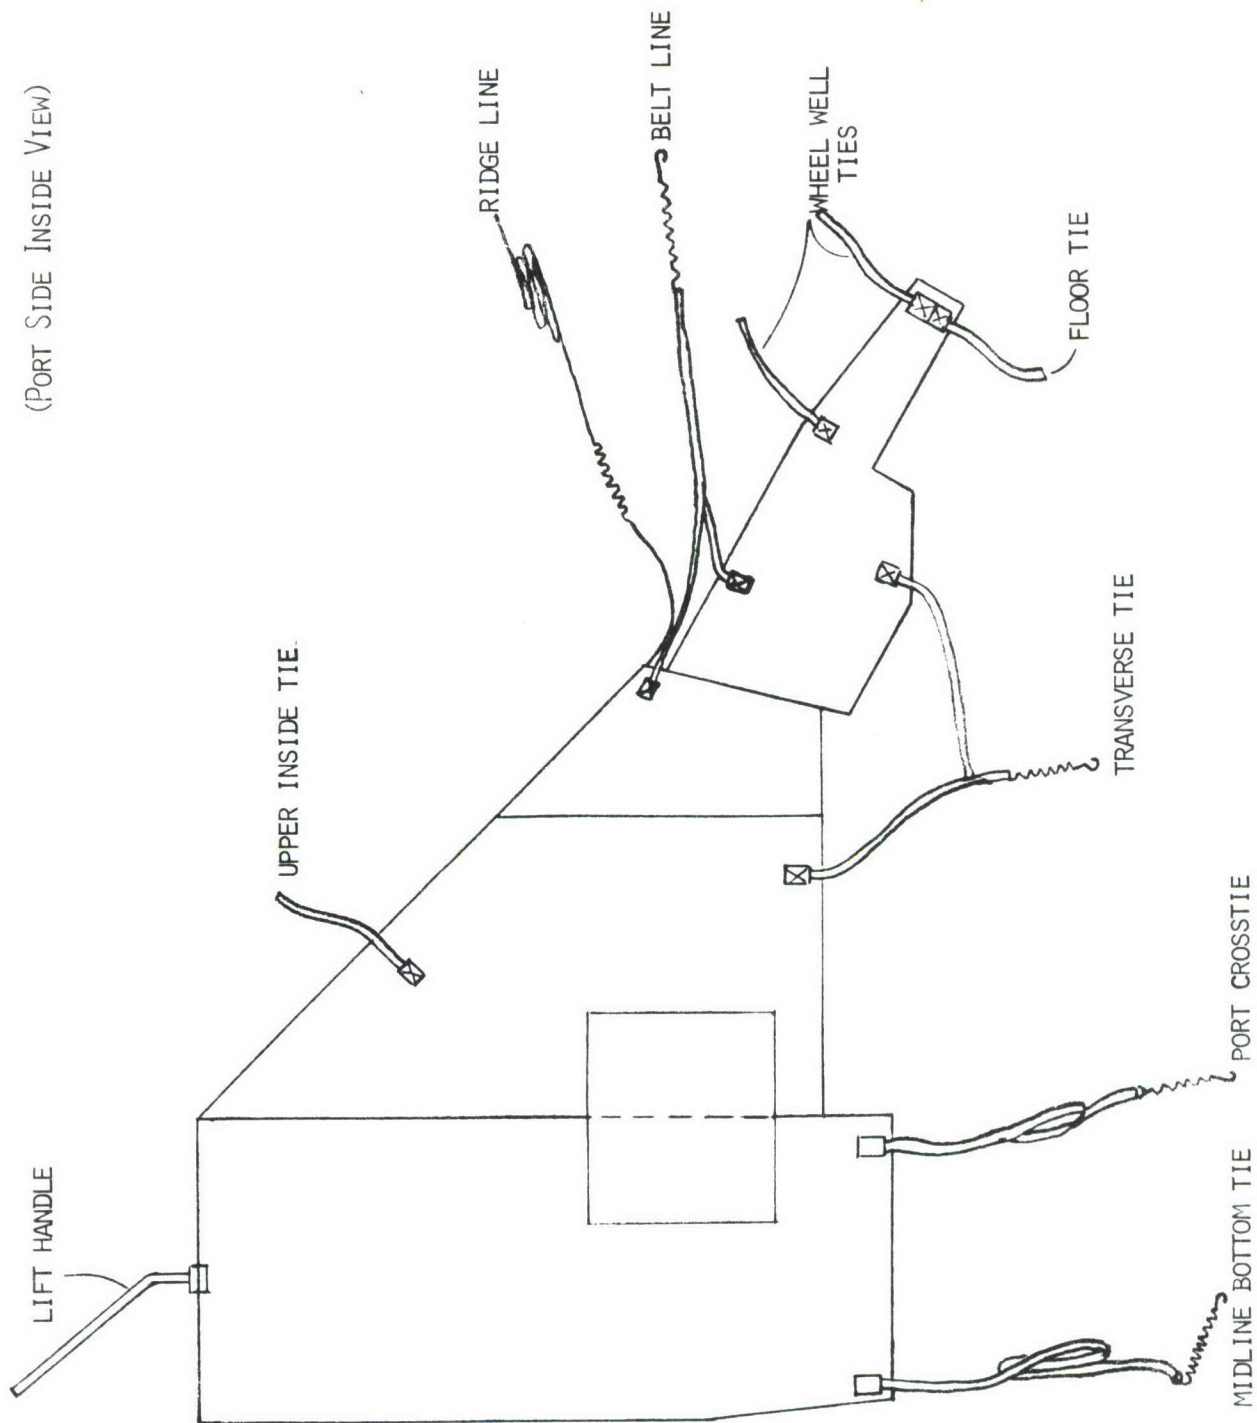 (PORT SIDE INSIDE VIEW)
LIFT HANDLE
UPPER INSIDE TIE
RIDGE LINE
BELT LINE
WHEEL WELL
TIES
FLOOR TIE
TRANSVERSE TIE
PORT CROSSTIE
MIDLINE BOTTOM TIE